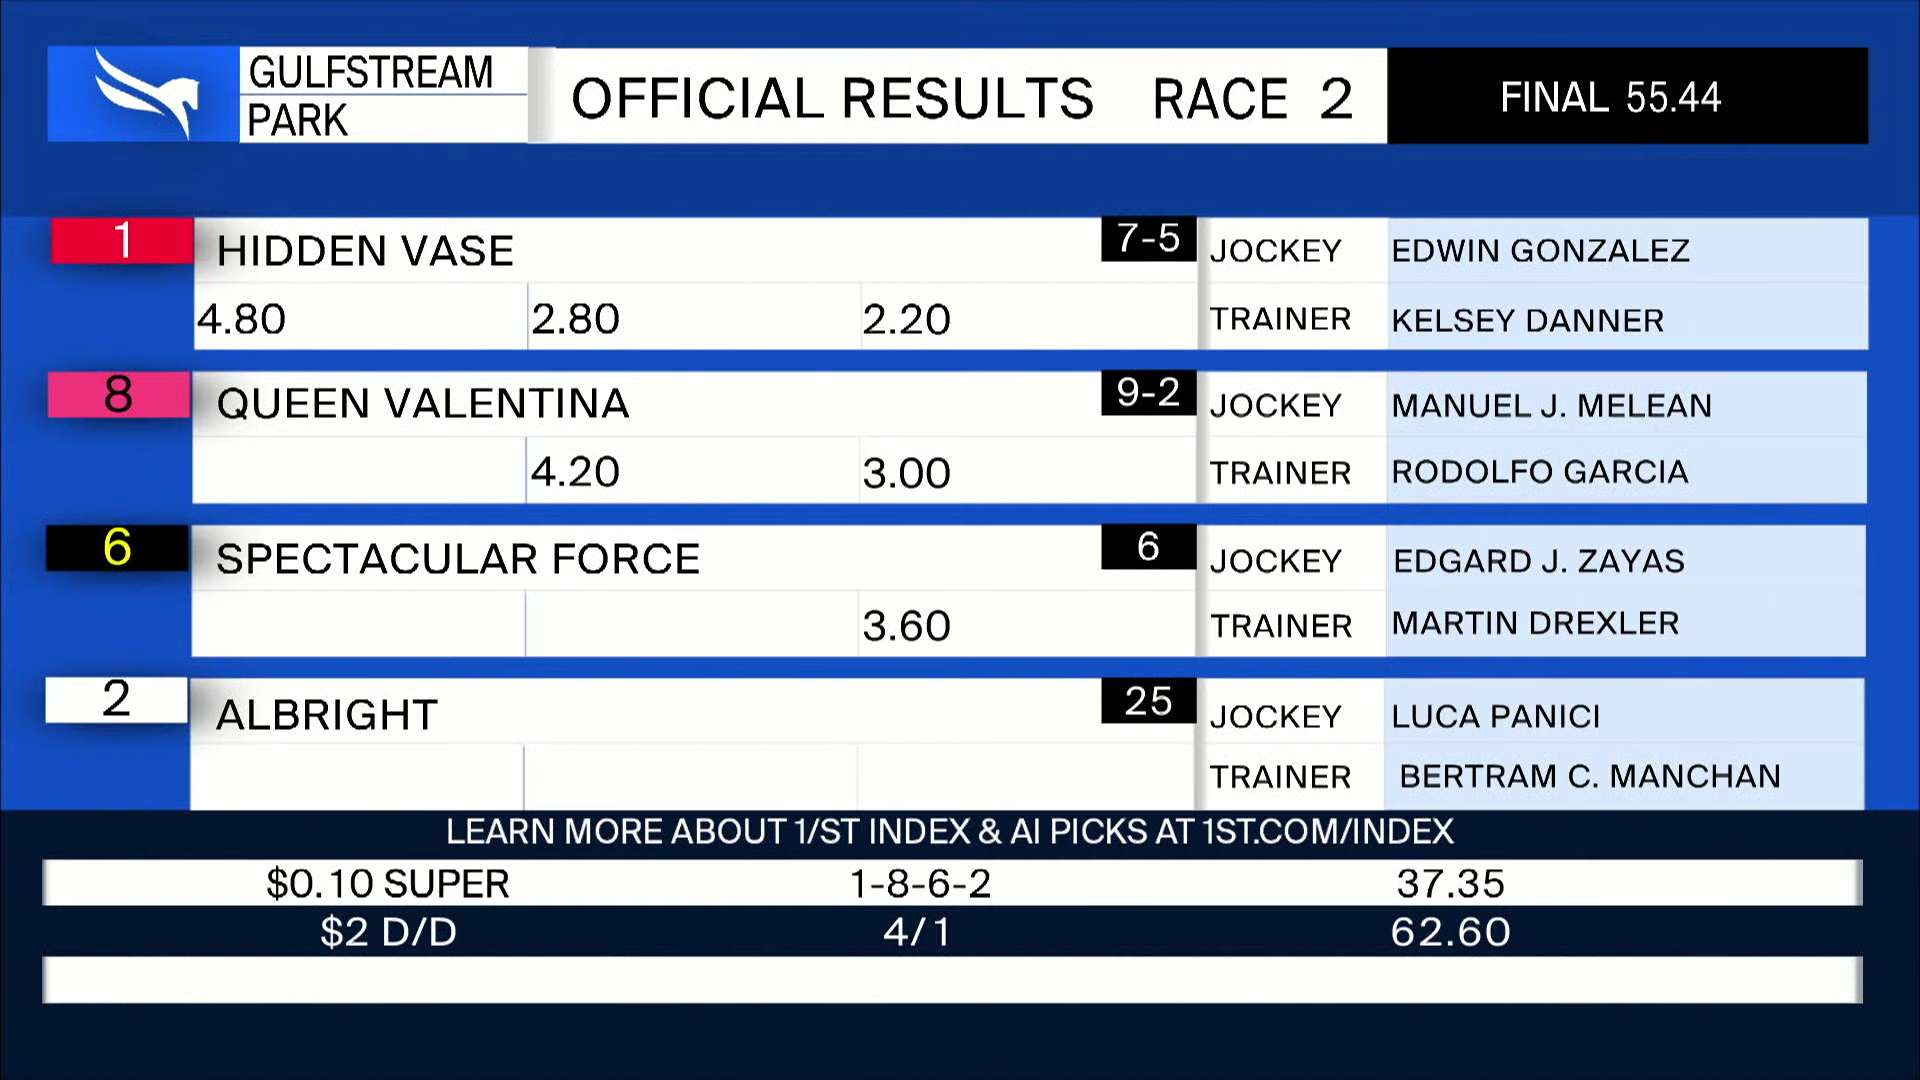 GULFSTREAM
PARK
OFFICIAL RESULTS RACE 2
FINAL 55.44
1 HIDDEN VASE 7-5 JOCKEY EDWIN GONZALEZ
4.80 2.80 2.20 TRAINER KELSEY DANNER
8 QUEEN VALENTINA 9-2 JOCKEY MANUEL J. MELEAN
4.20 3.00 TRAINER RODOLFO GARCIA
6 SPECTACULAR FORCE 6 JOCKEY EDGARD J. ZAYAS
3.60 TRAINER MARTIN DREXLER
2 ALBRIGHT 25 JOCKEY LUCA PANICI
TRAINER BERTRAM C. MANCHAN
LEARN MORE ABOUT 1/ST INDEX & AI PICKS AT 1ST.COM/INDEX
$0.10 SUPER 1-8-6-2 37.35
$2 D/D 4/1 62.60